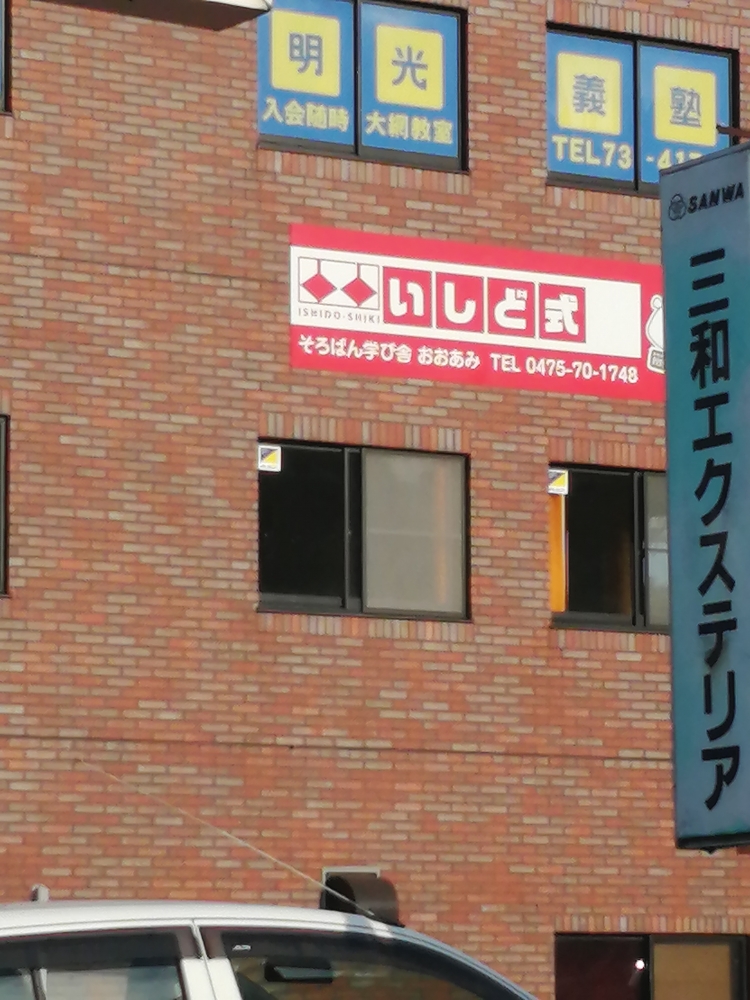 明光義塾
入会随時 大網教室
TEL73-417
いしど式
ISHIDO-SHIKI
そろばん学び舎 おおあみ TEL 0475-70-1748
SANWA
三和エクステリア